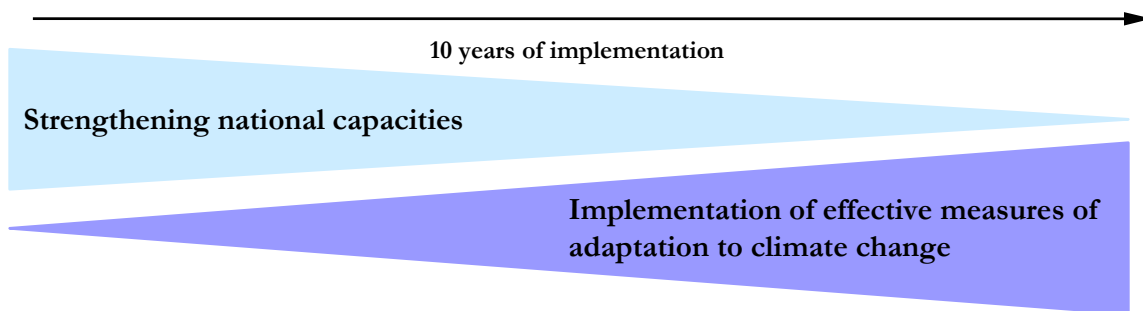 10 years of implementation
Strengthening national capacities
Implementation of effective measures of
adaptation to climate change